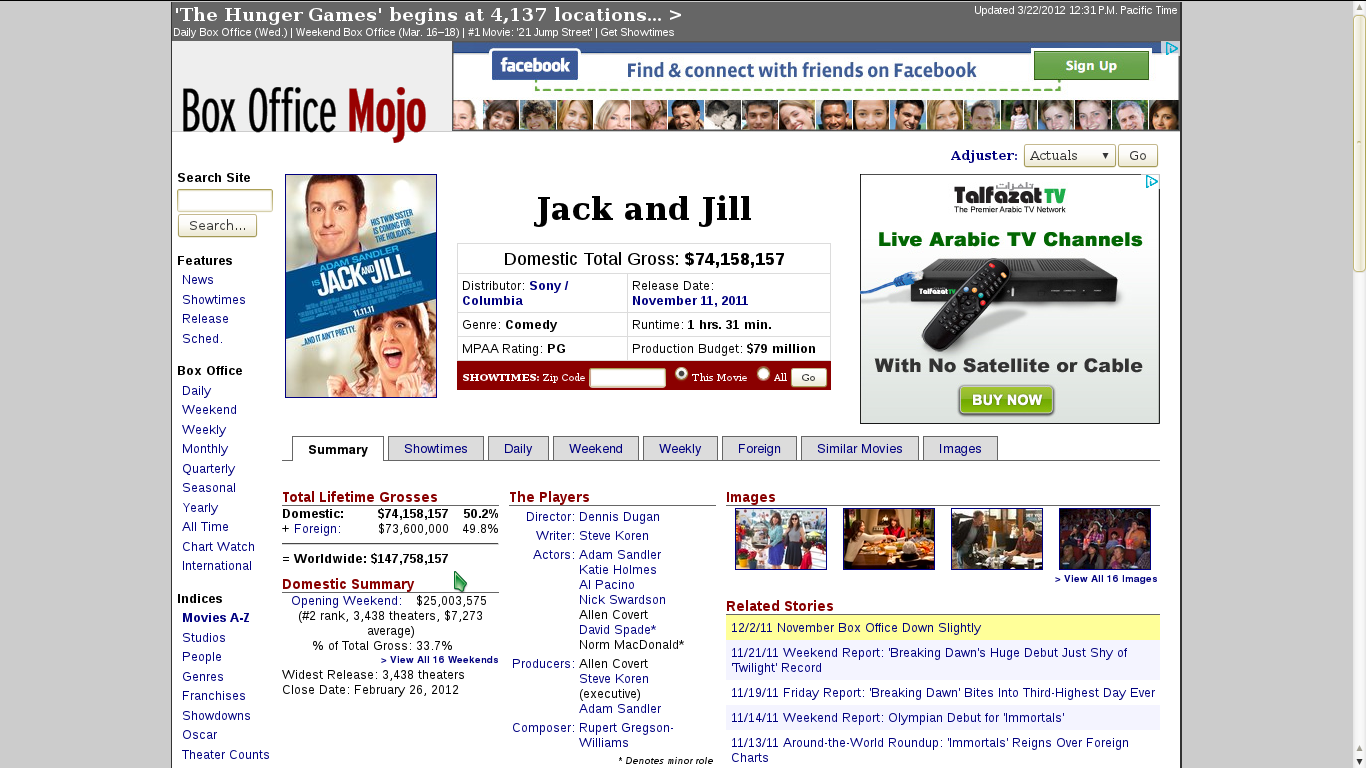 'The Hunger Games' begins at 4,137 locations... >
Updated 3/22/2012 12:31 P.M. Pacific Time
Daily Box Office (Wed.) | Weekend Box Office (Mar. 16–18) | #1 Movie: '21 Jump Street' | Get Showtimes
facebook
Find & connect with friends on Facebook
Sign Up
Box Office Mojo
Adjuster: Actuals Go
Search Site
Search...
Features
News
Showtimes
Release
Sched.
Box Office
Daily
Weekend
Weekly
Monthly
Quarterly
Seasonal
Yearly
All Time
Chart Watch
International
Indices
Movies A-Z
Studios
People
Genres
Franchises
Showdowns
Oscar
Theater Counts
HIS TWIN SISTER
IS COMING FOR
THE HOLIDAYS...
ADAM SANDLER
IS JACK AND JILL
11.11.11
...AND IT AIN'T PRETTY.
Jack and Jill
Domestic Total Gross: $74,158,157
Distributor: Sony /
Columbia
Release Date:
November 11, 2011
Genre: Comedy
Runtime: 1 hrs. 31 min.
MPAA Rating: PG
Production Budget: $79 million
SHOWTIMES: Zip Code This Movie All Go
تلفزات
Talfazat TV
The Premier Arabic TV Network
Live Arabic TV Channels
Talfazat TV
With No Satellite or Cable
BUY NOW
Summary
Showtimes
Daily
Weekend
Weekly
Foreign
Similar Movies
Images
Total Lifetime Grosses
Domestic: $74,158,157 50.2%
+ Foreign: $73,600,000 49.8%
= Worldwide: $147,758,157
Domestic Summary
Opening Weekend: $25,003,575
(#2 rank, 3,438 theaters, $7,273
average)
% of Total Gross: 33.7%
> View All 16 Weekends
Widest Release: 3,438 theaters
Close Date: February 26, 2012
The Players
Director: Dennis Dugan
Writer: Steve Koren
Actors: Adam Sandler
Katie Holmes
Al Pacino
Nick Swardson
Allen Covert
David Spade*
Norm MacDonald*
Producers: Allen Covert
Steve Koren
(executive)
Adam Sandler
Composer: Rupert Gregson-
Williams
* Denotes minor role
Images
> View All 16 Images
Related Stories
12/2/11 November Box Office Down Slightly
11/21/11 Weekend Report: 'Breaking Dawn's Huge Debut Just Shy of
'Twilight' Record
11/19/11 Friday Report: 'Breaking Dawn' Bites Into Third-Highest Day Ever
11/14/11 Weekend Report: Olympian Debut for 'Immortals'
11/13/11 Around-the-World Roundup: 'Immortals' Reigns Over Foreign
Charts